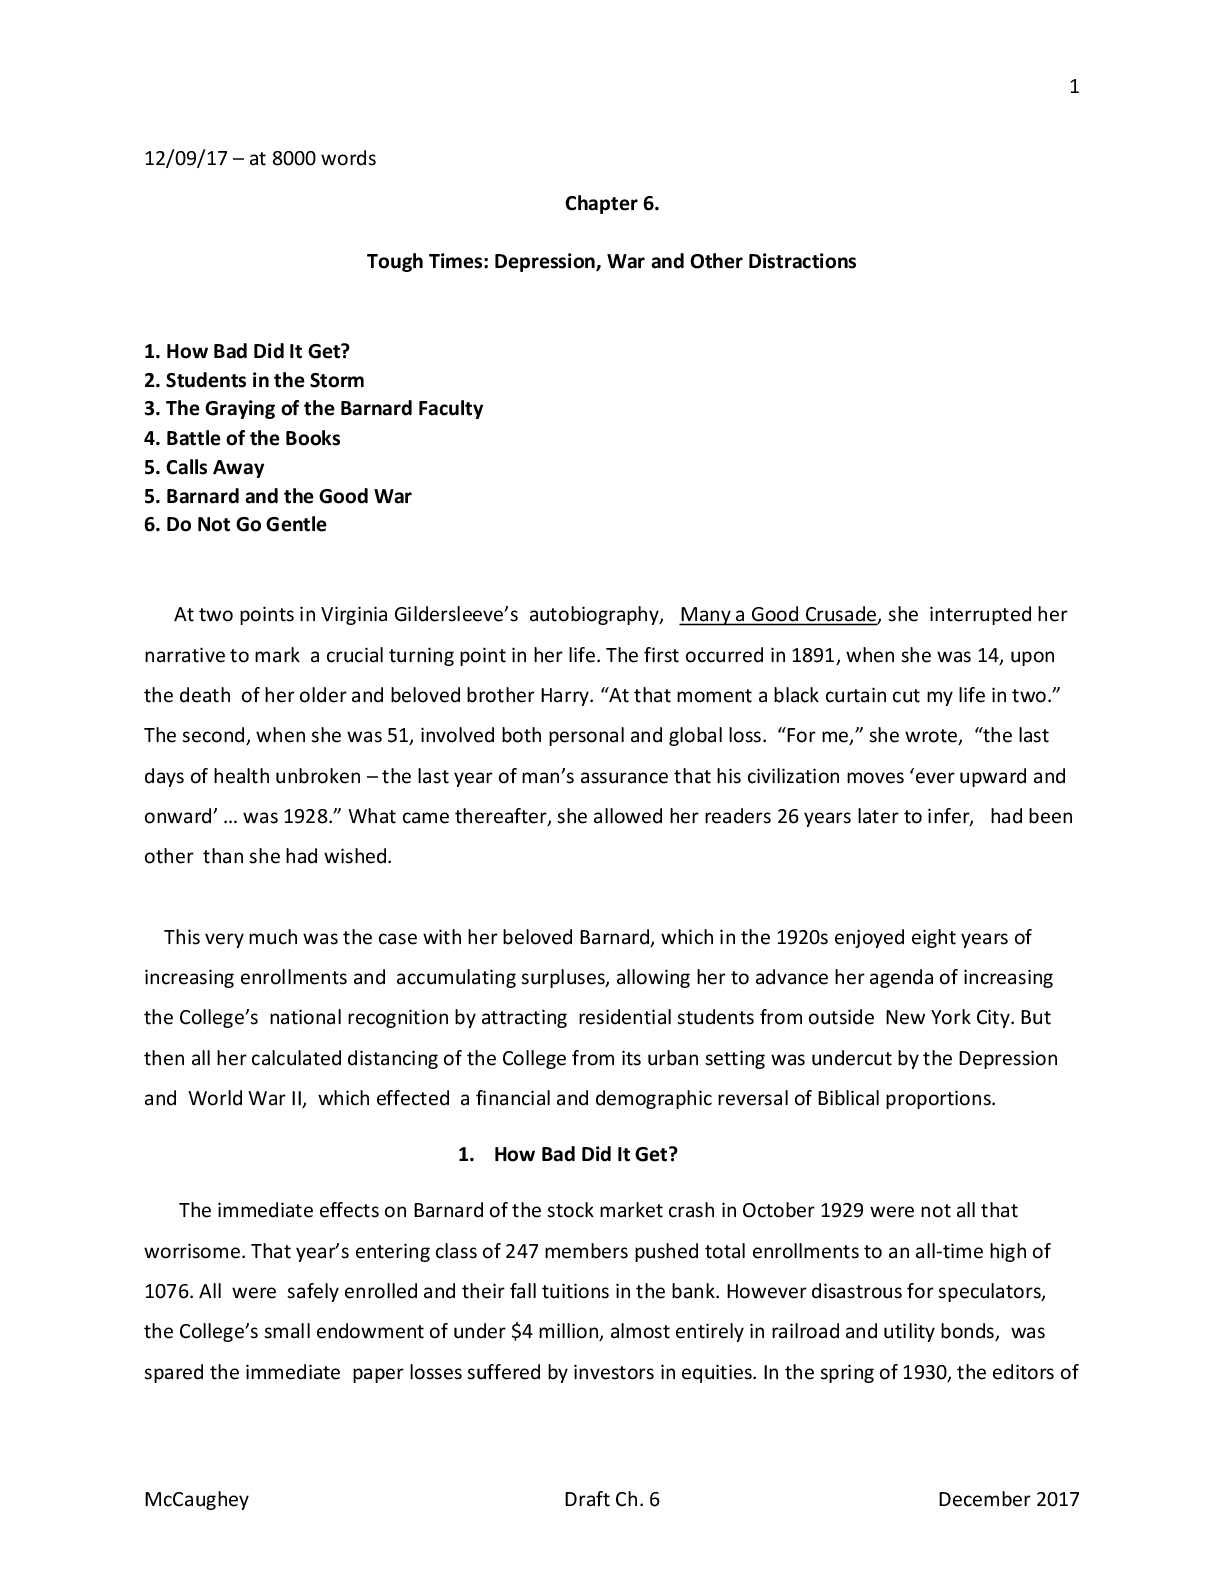 1
12/09/17 – at 8000 words
Chapter 6.
Tough Times: Depression, War and Other Distractions
1. How Bad Did It Get?
2. Students in the Storm
3. The Graying of the Barnard Faculty
4. Battle of the Books
5. Calls Away
5. Barnard and the Good War
6. Do Not Go Gentle
At two points in Virginia Gildersleeve’s autobiography, Many a Good Crusade, she interrupted her
narrative to mark a crucial turning point in her life. The first occurred in 1891, when she was 14, upon
the death of her older and beloved brother Harry. “At that moment a black curtain cut my life in two.”
The second, when she was 51, involved both personal and global loss. “For me,” she wrote, “the last
days of health unbroken – the last year of man’s assurance that his civilization moves ‘ever upward and
onward’ … was 1928.” What came thereafter, she allowed her readers 26 years later to infer, had been
other than she had wished.
This very much was the case with her beloved Barnard, which in the 1920s enjoyed eight years of
increasing enrollments and accumulating surpluses, allowing her to advance her agenda of increasing
the College’s national recognition by attracting residential students from outside New York City. But
then all her calculated distancing of the College from its urban setting was undercut by the Depression
and World War II, which effected a financial and demographic reversal of Biblical proportions.
1. How Bad Did It Get?
The immediate effects on Barnard of the stock market crash in October 1929 were not all that
worrisome. That year’s entering class of 247 members pushed total enrollments to an all-time high of
1076. All were safely enrolled and their fall tuitions in the bank. However disastrous for speculators,
the College’s small endowment of under $4 million, almost entirely in railroad and utility bonds, was
spared the immediate paper losses suffered by investors in equities. In the spring of 1930, the editors of
McCaughey Draft Ch. 6 December 2017